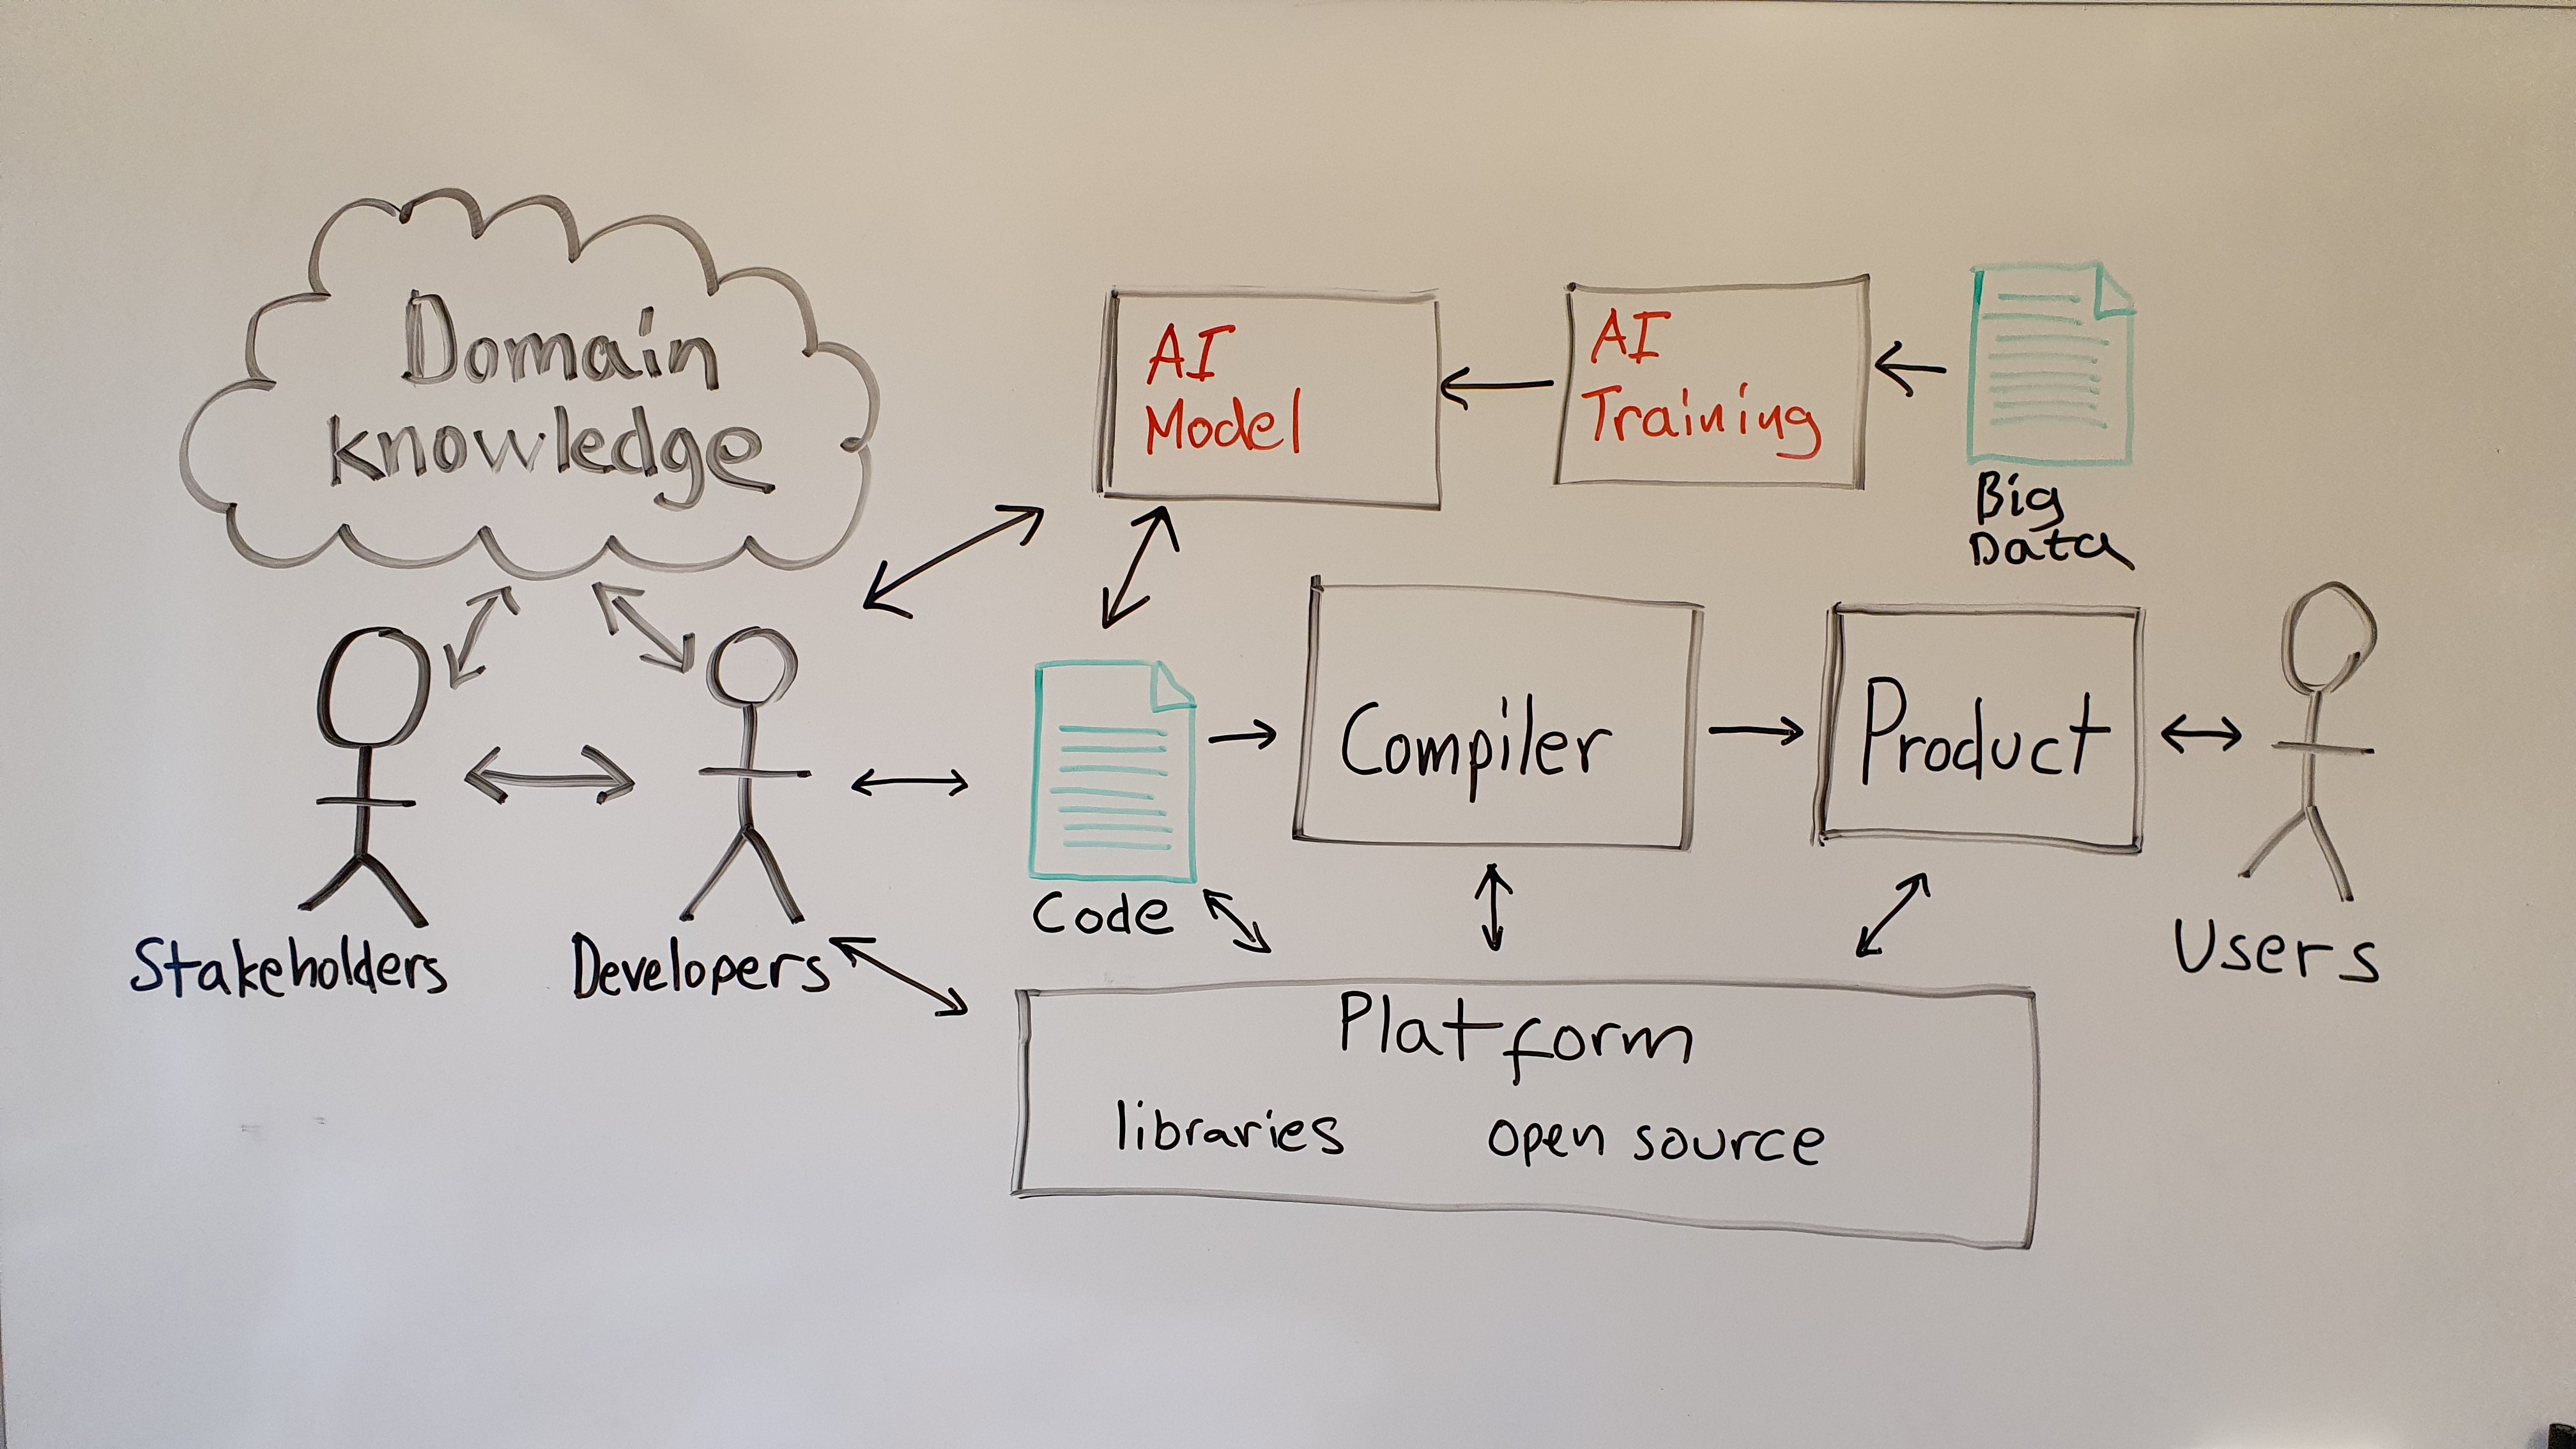 Domain
knowledge
AI
Model
AI
Training
Big
Data
Stakeholders
Developers
Code
Compiler
Product
Users
Platform
libraries open source